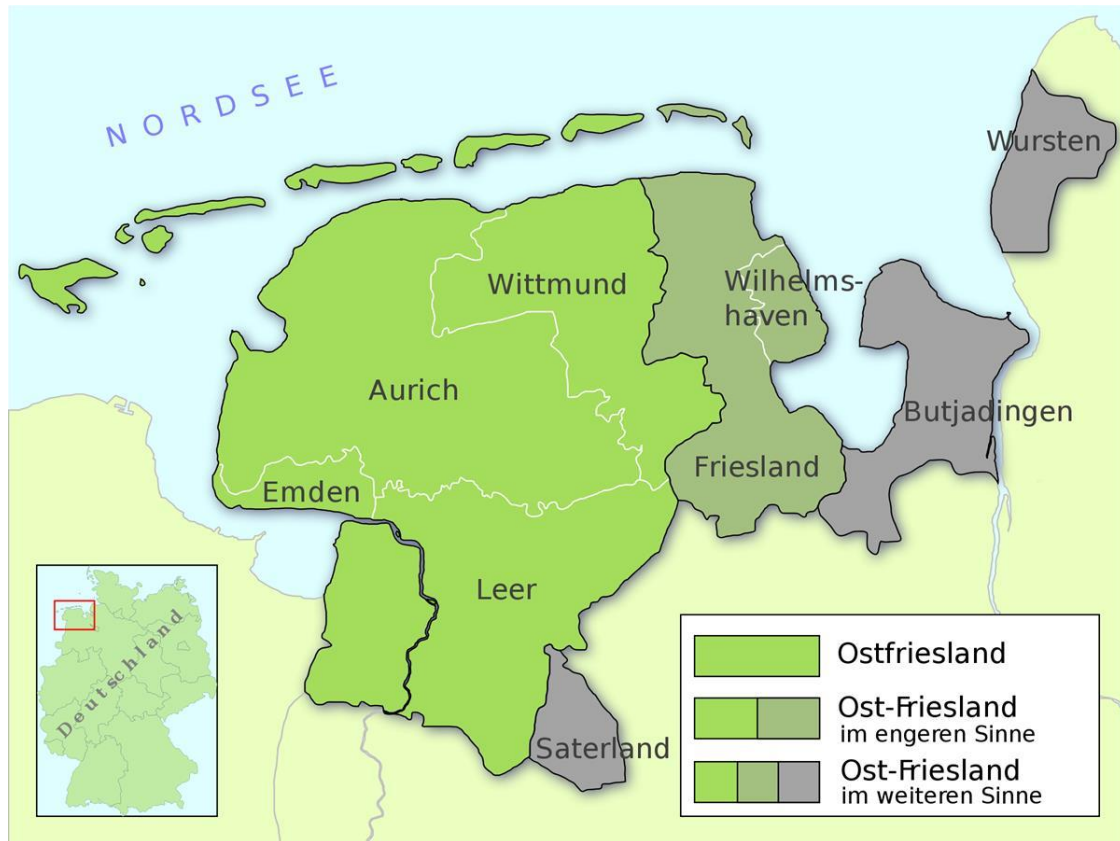 NORDSEE
Wursten
Wittmund
Wilhelms-
haven
Aurich
Butjadingen
Friesland
Emden
Leer
Saterland
Deutschland
Ostfriesland
Ost-Friesland
im engeren Sinne
Ost-Friesland
im weiteren Sinne